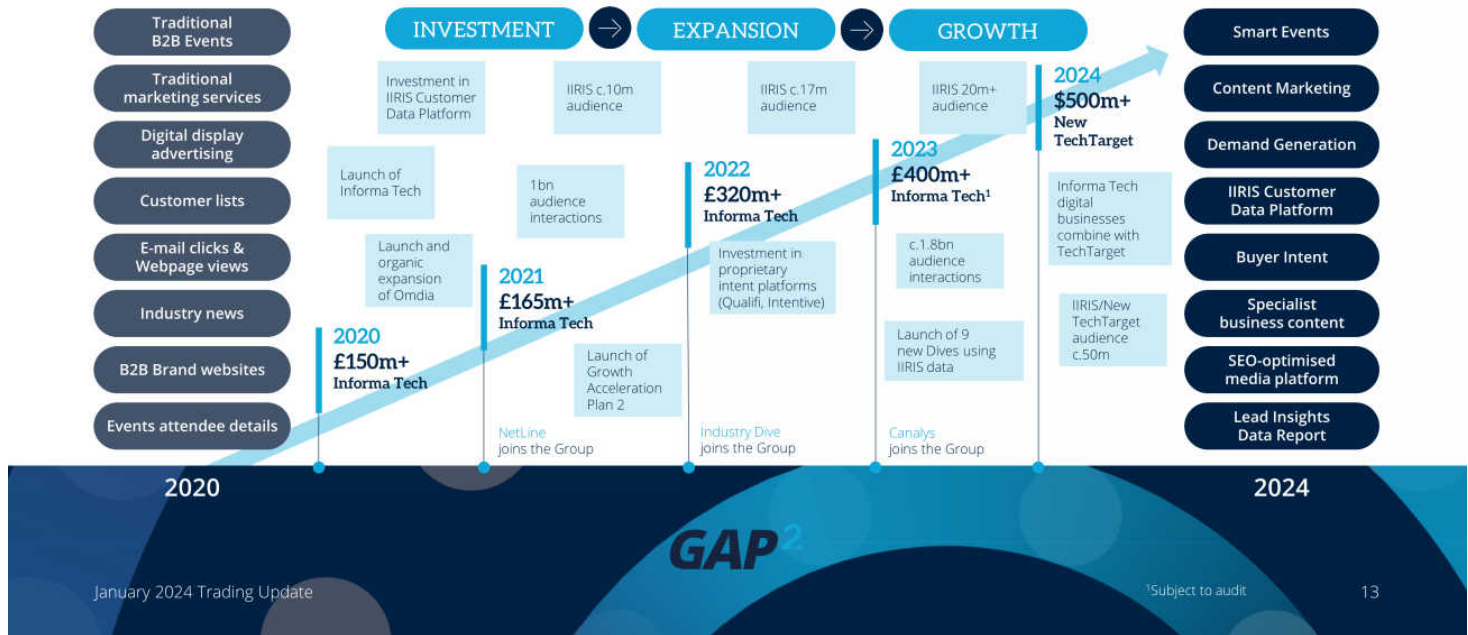 Traditional
B2B Events
Traditional
marketing services
Digital display
advertising
Customer lists
E-mail clicks &
Webpage views
Industry news
B2B Brand websites
Events attendee details
INVESTMENT
EXPANSION
GROWTH
Investment in
IIRIS Customer
Data Platform
IIRIS c.10m
audience
IIRIS c.17m
audience
IIRIS 20m+
audience
Launch of
Informa Tech
1bn
audience
interactions
Launch and
organic
expansion
of Omdia
2020
£150m+
Informa Tech
2021
£165m+
Informa Tech
Launch of
Growth
Acceleration
Plan 2
2022
£320m+
Informa Tech
Investment in
proprietary
intent platforms
(Qualifi, Intentive)
2023
£400m+
Informa Tech¹
c.1.8bn
audience
interactions
Launch of 9
new Dives using
IIRIS data
2024
$500m+
New
TechTarget
Informa Tech
digital
businesses
combine with
TechTarget
IIRIS/New
TechTarget
audience
c.50m
NetLine
joins the Group
Industry Dive
joins the Group
Canalys
joins the Group
Smart Events
Content Marketing
Demand Generation
IIRIS Customer
Data Platform
Buyer Intent
Specialist
business content
SEO-optimised
media platform
Lead Insights
Data Report
2020
2024
GAP²
January 2024 Trading Update
¹Subject to audit
13